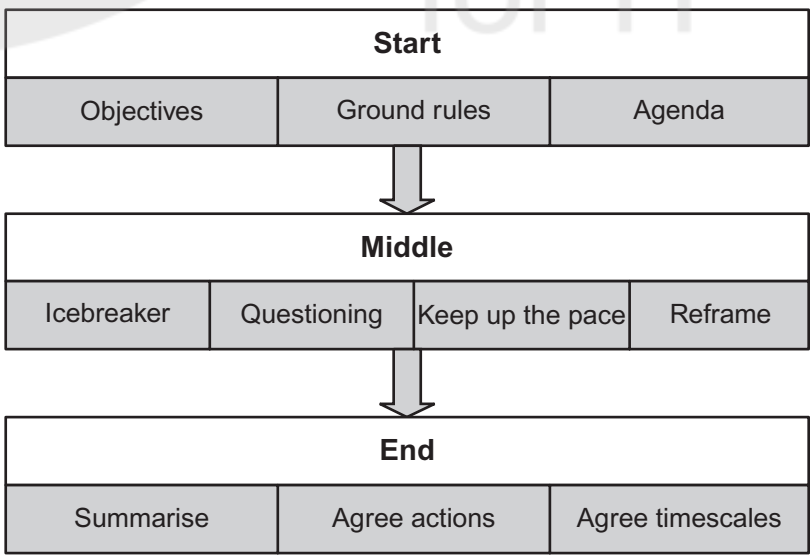 Start
Objectives Ground rules Agenda
Middle
Icebreaker Questioning Keep up the pace Reframe
End
Summarise Agree actions Agree timescales